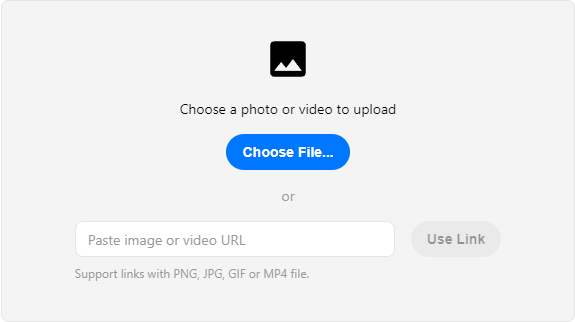 Choose a photo or video to upload
Choose File...
or
Paste image or video URL
Use Link
Support links with PNG, JPG, GIF or MP4 file.